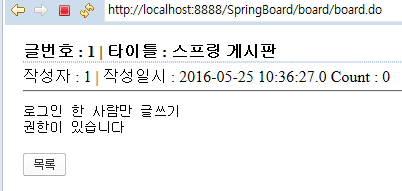 http://localhost:8888/SpringBoard/board/board.do
글번호 : 1 | 타이틀 : 스프링 게시판
작성자 : 1 | 작성일시 : 2016-05-25 10:36:27.0 Count : 0
로그인 한 사람만 글쓰기
권한이 있습니다
목록